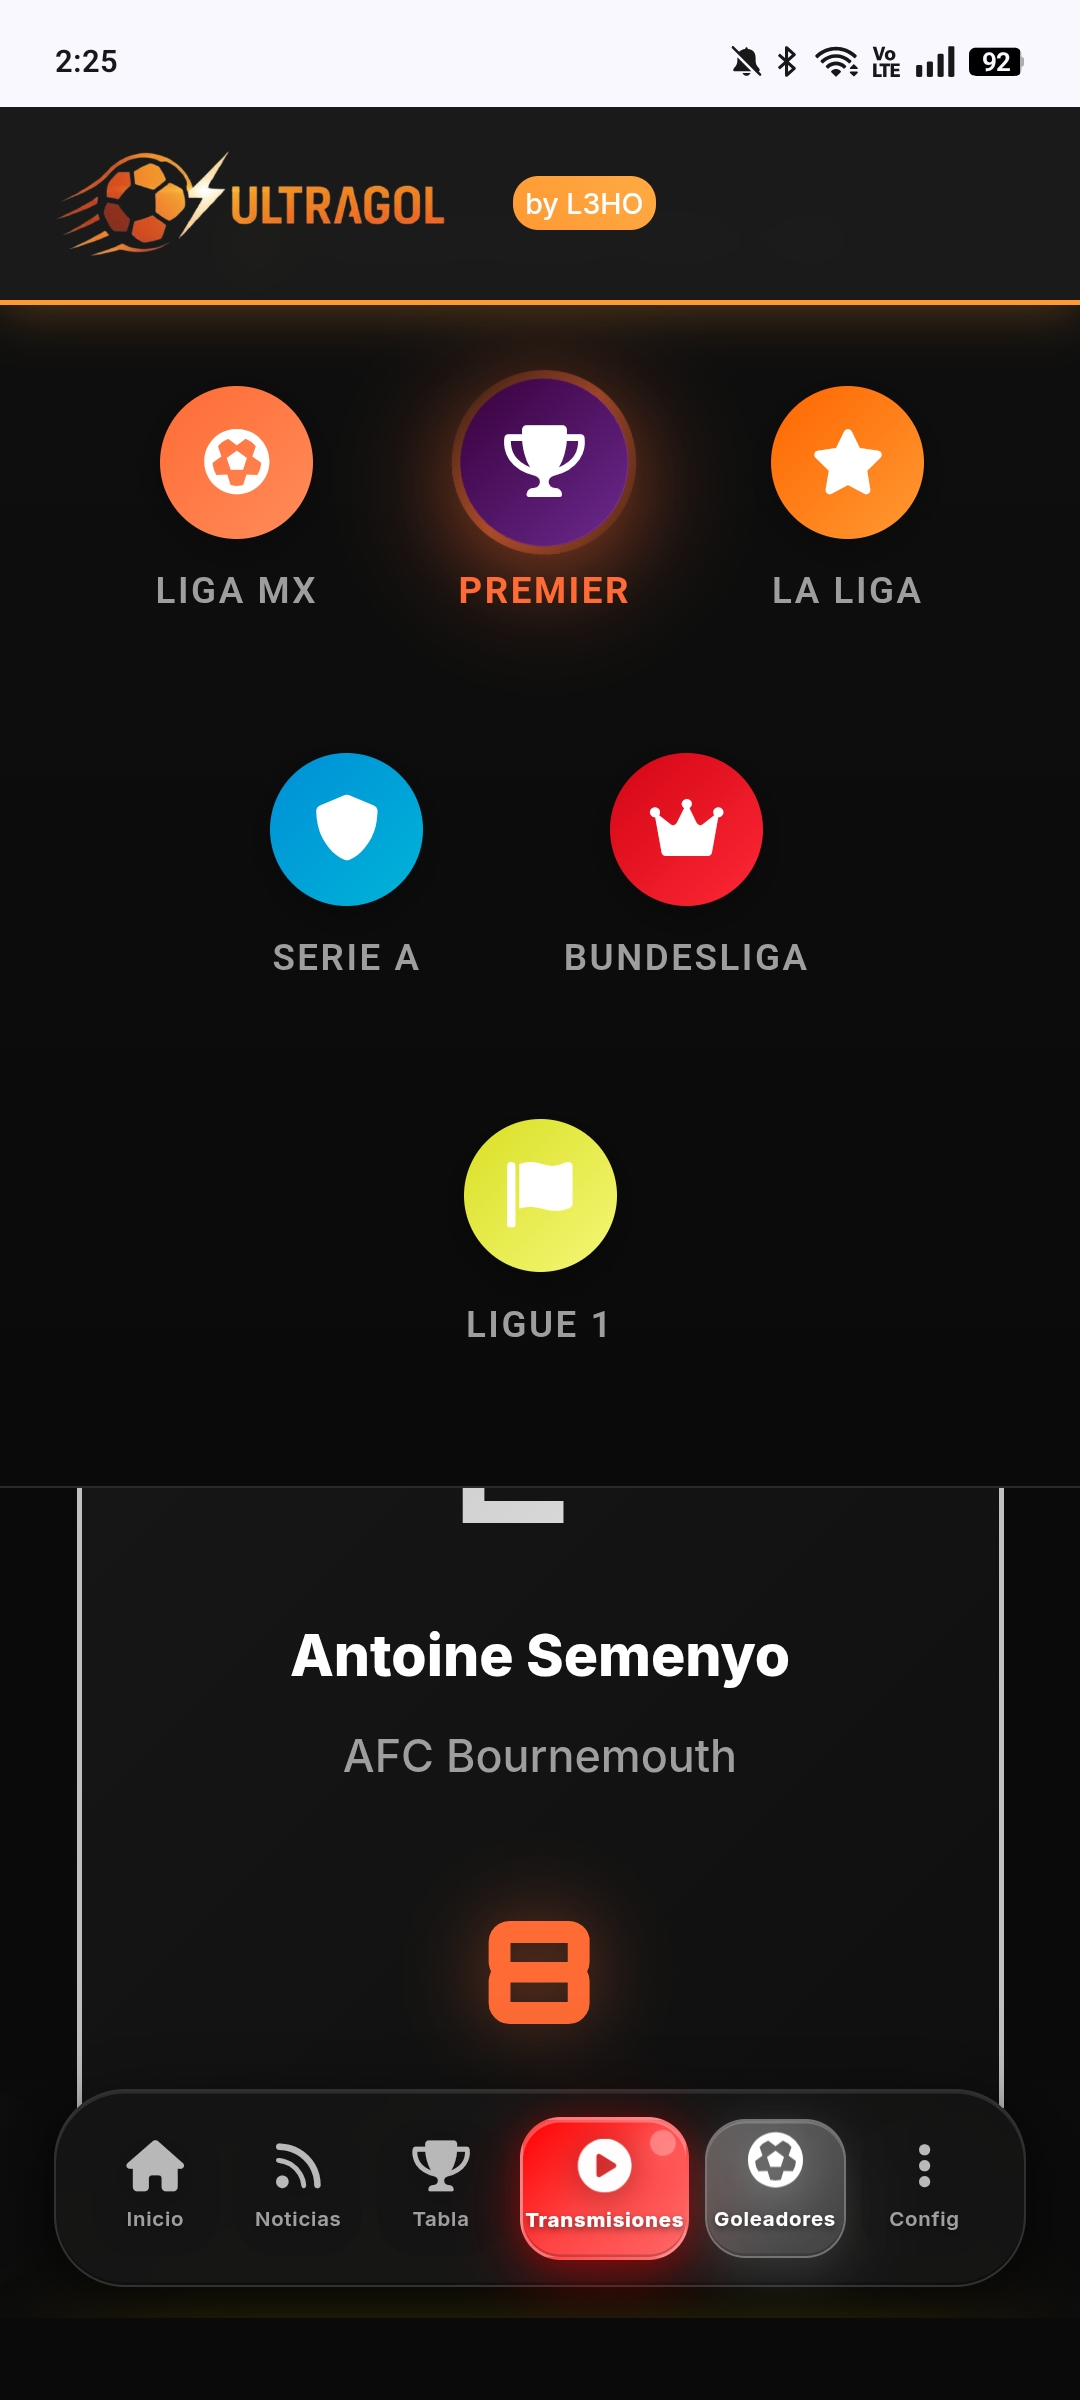 2:25
Vo
LTE
92
ULTRAGOL
by L3HO
LIGA MX
PREMIER
LA LIGA
SERIE A
BUNDESLIGA
LIGUE 1
Antoine Semenyo
AFC Bournemouth
8
Inicio
Noticias
Tabla
Transmisiones
Goleadores
Config